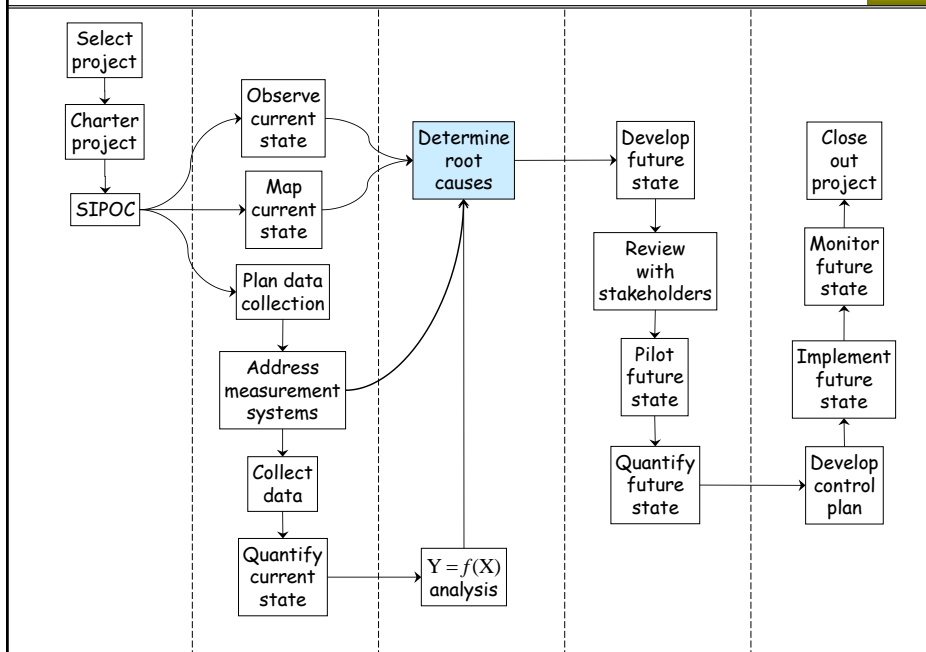 Select
project
Charter
project
SIPOC
Observe
current
state
Map
current
state
Plan data
collection
Address
measurement
systems
Collect
data
Quantify
current
state
Determine
root
causes
Y = f(X)
analysis
Develop
future
state
Review
with
stakeholders
Pilot
future
state
Quantify
future
state
Close
out
project
Monitor
future
state
Implement
future
state
Develop
control
plan